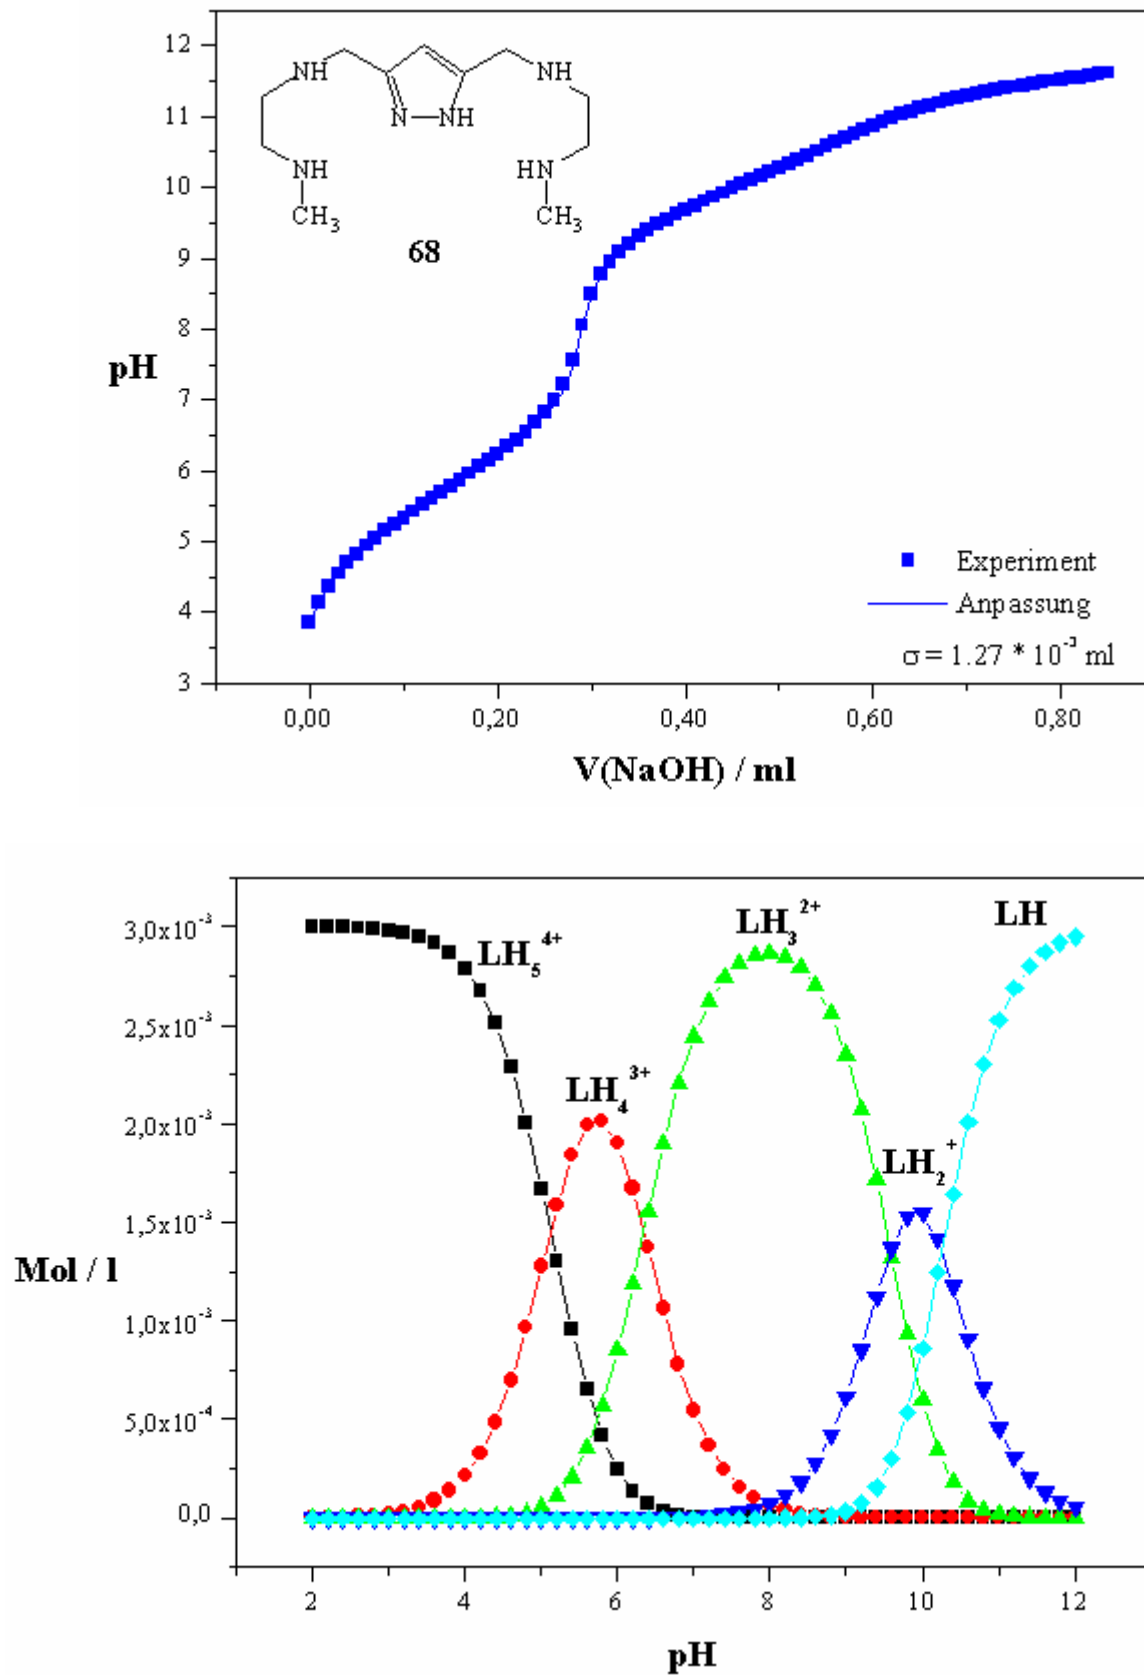 12
11
10
9
8
7
6
5
4
3
pH
NH
NH
N
NH
NH
HN
CH₃
CH₃
68
Experiment
Anpassung
σ = 1.27 * 10⁻³ ml
0,00 0,20 0,40 0,60 0,80
V(NaOH) / ml
3,0x10⁻³
2,5x10⁻³
2,0x10⁻³
1,5x10⁻³
1,0x10⁻³
5,0x10⁻⁴
0,0
Mol / l
LH₅⁴⁺
LH₄³⁺
LH₃²⁺
LH₂⁺
LH
2 4 6 8 10 12
pH